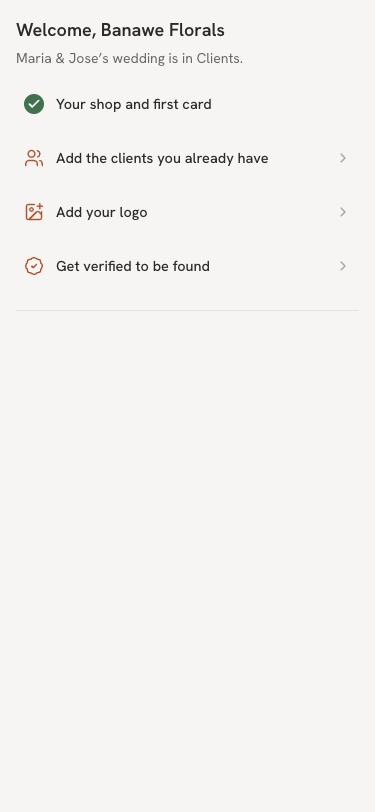 Welcome, Banawe Florals
Maria & Jose’s wedding is in Clients.
Your shop and first card
Add the clients you already have
Add your logo
Get verified to be found